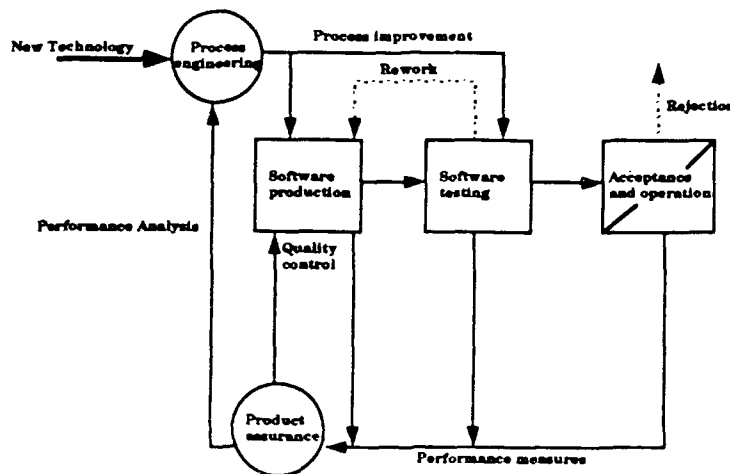 New Technology
Process
engineering
Process improvement
Rework
Rejection
Software
production
Software
testing
Acceptance
and operation
Performance Analysis
Quality
control
Product
assurance
Performance measures